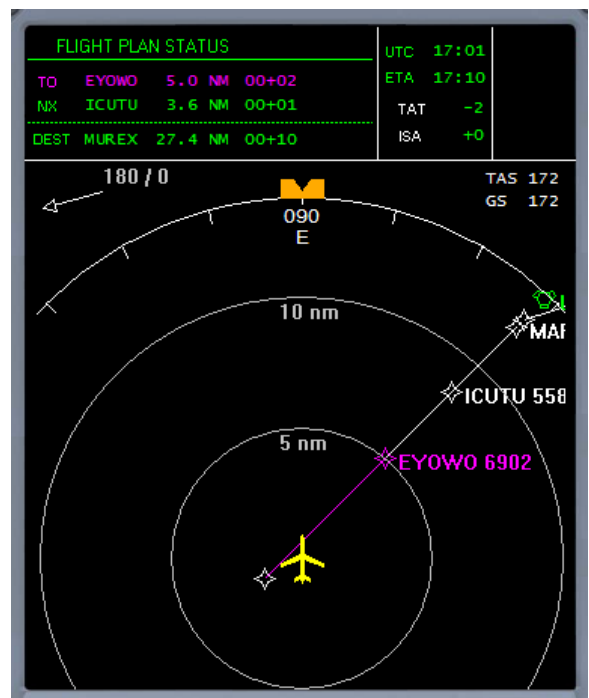 FLIGHT PLAN STATUS
TO EYOWO 5.0 NM 00+02
NX ICUTU 3.6 NM 00+01
DEST MUREX 27.4 NM 00+10
UTC 17:01
ETA 17:10
TAT -2
ISA +0
180 / 0
TAS 172
GS 172
090
E
10 nm
MAF
ICUTU 558
5 nm
EYOWO 6902